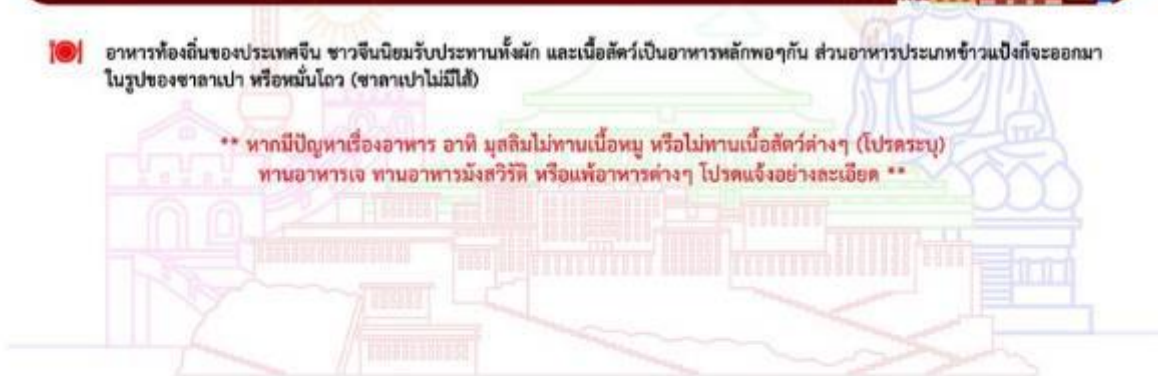 อาหารท้องถิ่นของประเทศจีน ชาวจีนนิยมรับประทานทั้งผัก และเนื้อสัตว์เป็นอาหารหลักพอๆกัน ส่วนอาหารประเภทข้าวแป้งก็จะออกมา
ในรูปของซาลาเปา หรือหมั่นโถว (ซาลาเปาไม่มีไส้)
** หากมีปัญหาเรื่องอาหาร อาทิ มุสลิมไม่ทานเนื้อหมู หรือไม่ทานเนื้อสัตว์ต่างๆ (โปรดระบุ)
ทานอาหารเจ ทานอาหารมังสวิรัติ หรือแพ้อาหารต่างๆ โปรดแจ้งอย่างละเอียด **